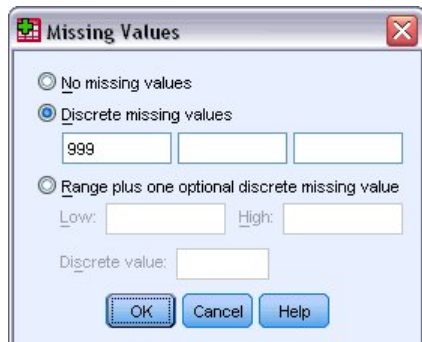 Missing Values
No missing values
Discrete missing values
999
Range plus one optional discrete missing value
Low: High:
Discrete value:
OK Cancel Help